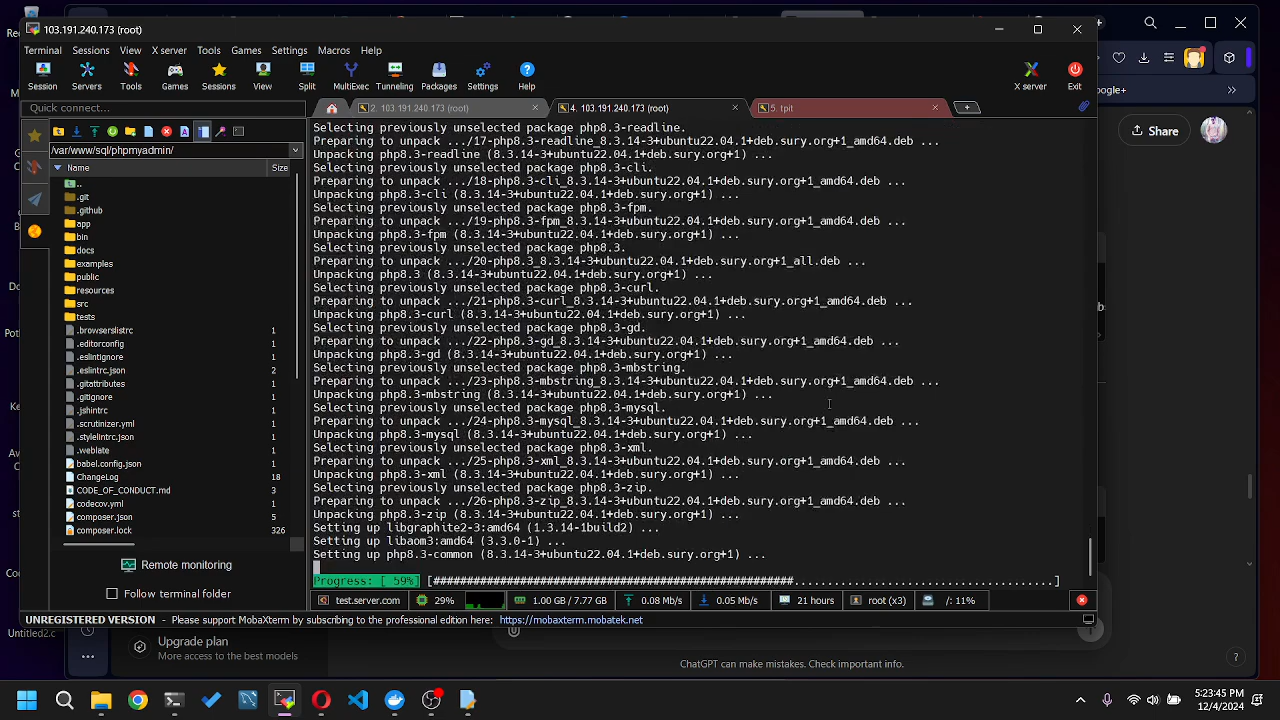 103.191.240.173 (root)
Terminal Sessions View X server Tools Games Settings Macros Help
Session Servers Tools Games Sessions View Split MultiExec Tunneling Packages Settings Help X server Exit
Quick connect...
2. 103.191.240.173 (root)
4. 103.191.240.173 (root)
5. tpit
/var/www/sql/phpmyadmin/
Name Size
..
.git
.github
app
bin
docs
examples
public
resources
src
tests
.browserslistrc 1
.editorconfig 1
.eslintignore 1
.eslintrc.json 2
.gitattributes 1
.gitignore 1
.jshintrc 1
.scrutinizer.yml 1
.stylelintrc.json 1
.weblate 1
babel.config.json 1
ChangeLog 18
CODE_OF_CONDUCT.md 3
codecov.yml 1
composer.json 5
composer.lock 326
Remote monitoring
Follow terminal folder
Selecting previously unselected package php8.3-readline.
Preparing to unpack .../17-php8.3-readline_8.3.14-3+ubuntu22.04.1+deb.sury.org+1_amd64.deb ...
Unpacking php8.3-readline (8.3.14-3+ubuntu22.04.1+deb.sury.org+1) ...
Selecting previously unselected package php8.3-cli.
Preparing to unpack .../18-php8.3-cli_8.3.14-3+ubuntu22.04.1+deb.sury.org+1_amd64.deb ...
Unpacking php8.3-cli (8.3.14-3+ubuntu22.04.1+deb.sury.org+1) ...
Selecting previously unselected package php8.3-fpm.
Preparing to unpack .../19-php8.3-fpm_8.3.14-3+ubuntu22.04.1+deb.sury.org+1_amd64.deb ...
Unpacking php8.3-fpm (8.3.14-3+ubuntu22.04.1+deb.sury.org+1) ...
Selecting previously unselected package php8.3.
Preparing to unpack .../20-php8.3_8.3.14-3+ubuntu22.04.1+deb.sury.org+1_all.deb ...
Unpacking php8.3 (8.3.14-3+ubuntu22.04.1+deb.sury.org+1) ...
Selecting previously unselected package php8.3-curl.
Preparing to unpack .../21-php8.3-curl_8.3.14-3+ubuntu22.04.1+deb.sury.org+1_amd64.deb ...
Unpacking php8.3-curl (8.3.14-3+ubuntu22.04.1+deb.sury.org+1) ...
Selecting previously unselected package php8.3-gd.
Preparing to unpack .../22-php8.3-gd_8.3.14-3+ubuntu22.04.1+deb.sury.org+1_amd64.deb ...
Unpacking php8.3-gd (8.3.14-3+ubuntu22.04.1+deb.sury.org+1) ...
Selecting previously unselected package php8.3-mbstring.
Preparing to unpack .../23-php8.3-mbstring_8.3.14-3+ubuntu22.04.1+deb.sury.org+1_amd64.deb ...
Unpacking php8.3-mbstring (8.3.14-3+ubuntu22.04.1+deb.sury.org+1) ...
Selecting previously unselected package php8.3-mysql.
Preparing to unpack .../24-php8.3-mysql_8.3.14-3+ubuntu22.04.1+deb.sury.org+1_amd64.deb ...
Unpacking php8.3-mysql (8.3.14-3+ubuntu22.04.1+deb.sury.org+1) ...
Selecting previously unselected package php8.3-xml.
Preparing to unpack .../25-php8.3-xml_8.3.14-3+ubuntu22.04.1+deb.sury.org+1_amd64.deb ...
Unpacking php8.3-xml (8.3.14-3+ubuntu22.04.1+deb.sury.org+1) ...
Selecting previously unselected package php8.3-zip.
Preparing to unpack .../26-php8.3-zip_8.3.14-3+ubuntu22.04.1+deb.sury.org+1_amd64.deb ...
Unpacking php8.3-zip (8.3.14-3+ubuntu22.04.1+deb.sury.org+1) ...
Setting up libgraphite2-3:amd64 (1.3.14-1build2) ...
Setting up libaom3:amd64 (3.3.0-1) ...
Setting up php8.3-common (8.3.14-3+ubuntu22.04.1+deb.sury.org+1) ...
Progress: [ 59%] [######################################################.......................................]
test.server.com 29% 1.00 GB / 7.77 GB 0.08 Mb/s 0.05 Mb/s 21 hours root (x3) /: 11%
UNREGISTERED VERSION - Please support MobaXterm by subscribing to the professional edition here: https://mobaxterm.mobatek.net
oogle+
Share
Untitled2.c
Upgrade plan
More access to the best models
ChatGPT can make mistakes. Check important info.
?
5:23:45 PM
12/4/2024